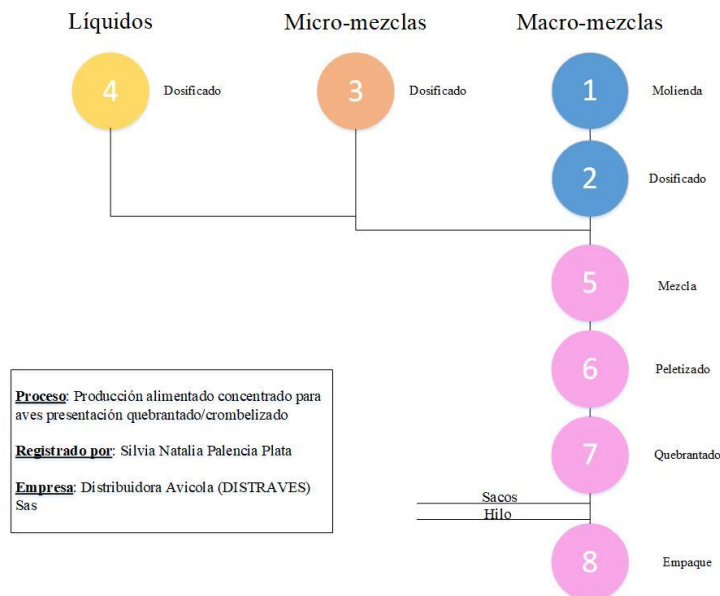 Líquidos
Micro-mezclas
Macro-mezclas
4
Dosificado
3
Dosificado
1
Molienda
2
Dosificado
5
Mezcla
6
Peletizado
7
Quebrantado
Sacos
Hilo
8
Empaque
Proceso: Producción alimentado concentrado para
aves presentación quebrantado/crombelizado
Registrado por: Silvia Natalia Palencia Plata
Empresa: Distribuidora Avicola (DISTRAVES)
Sas